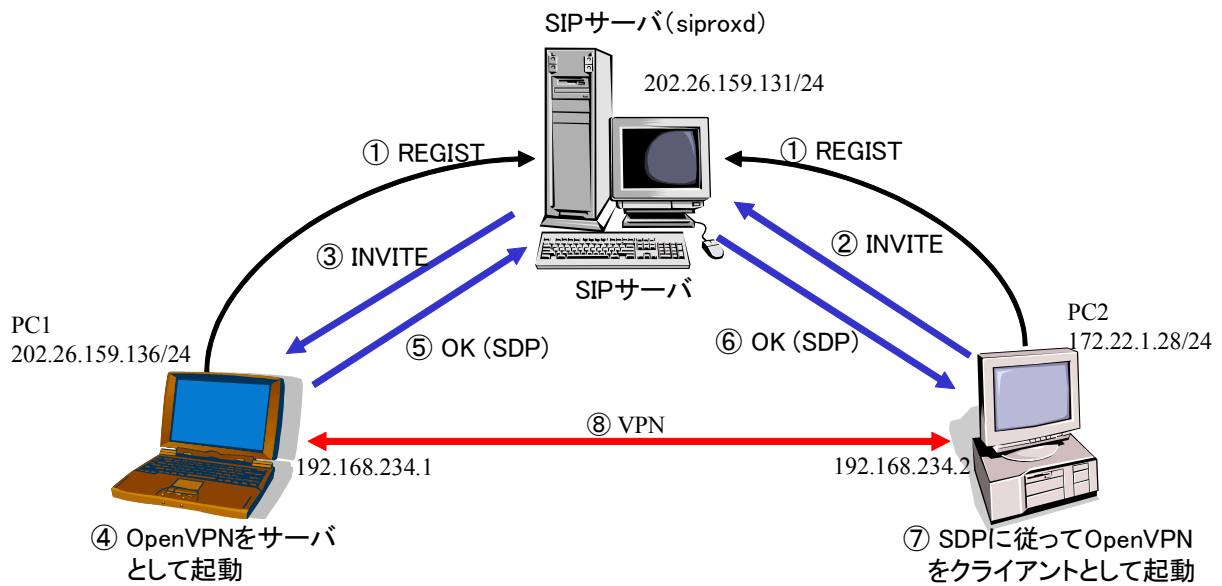 SIPサーバ(siproxd)
202.26.159.131/24
① REGIST
① REGIST
③ INVITE
② INVITE
SIPサーバ
PC1
202.26.159.136/24
⑤ OK (SDP)
⑥ OK (SDP)
PC2
172.22.1.28/24
⑧ VPN
192.168.234.1
192.168.234.2
④ OpenVPNをサーバ
として起動
⑦ SDPに従ってOpenVPN
をクライアントとして起動